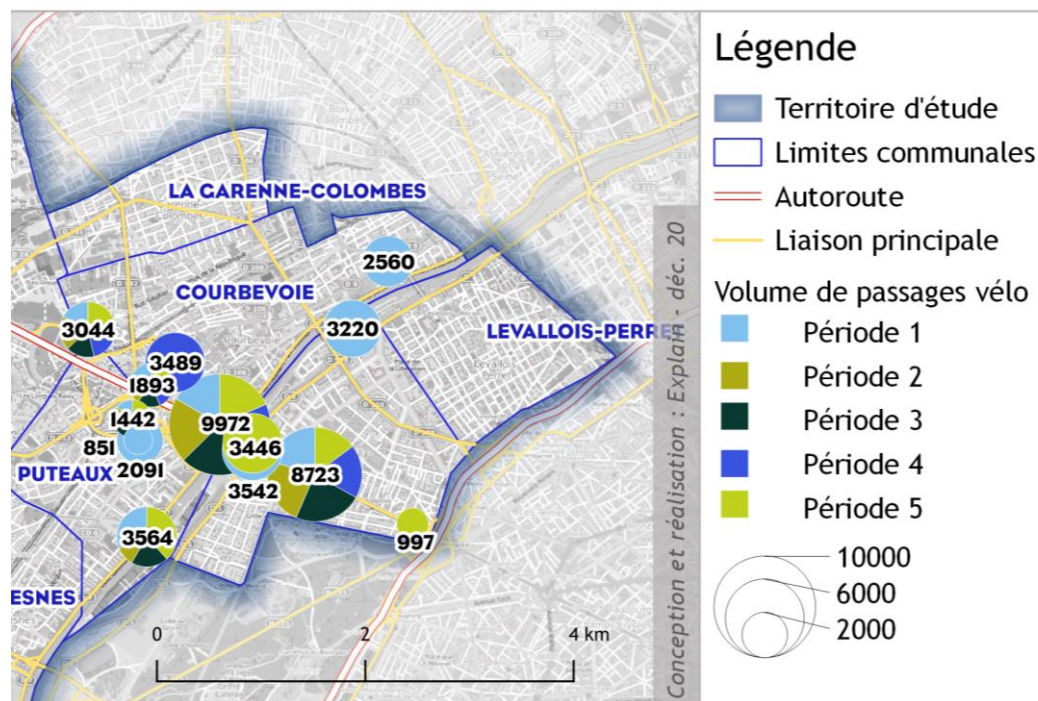 LA GARENNE-COLOMBES
2560
COURBEVOIE
3220
LEVALLOIS-PERRE
3044
3489
1893
1442
9972
3446
851
2091
8723
PUTEAUX
3542
3564
997
ESNES
0 2 4 km
Conception et réalisation : Explain - déc. 20
Légende
Territoire d'étude
Limites communales
Autoroute
Liaison principale
Volume de passages vélo
Période 1
Période 2
Période 3
Période 4
Période 5
10000
6000
2000